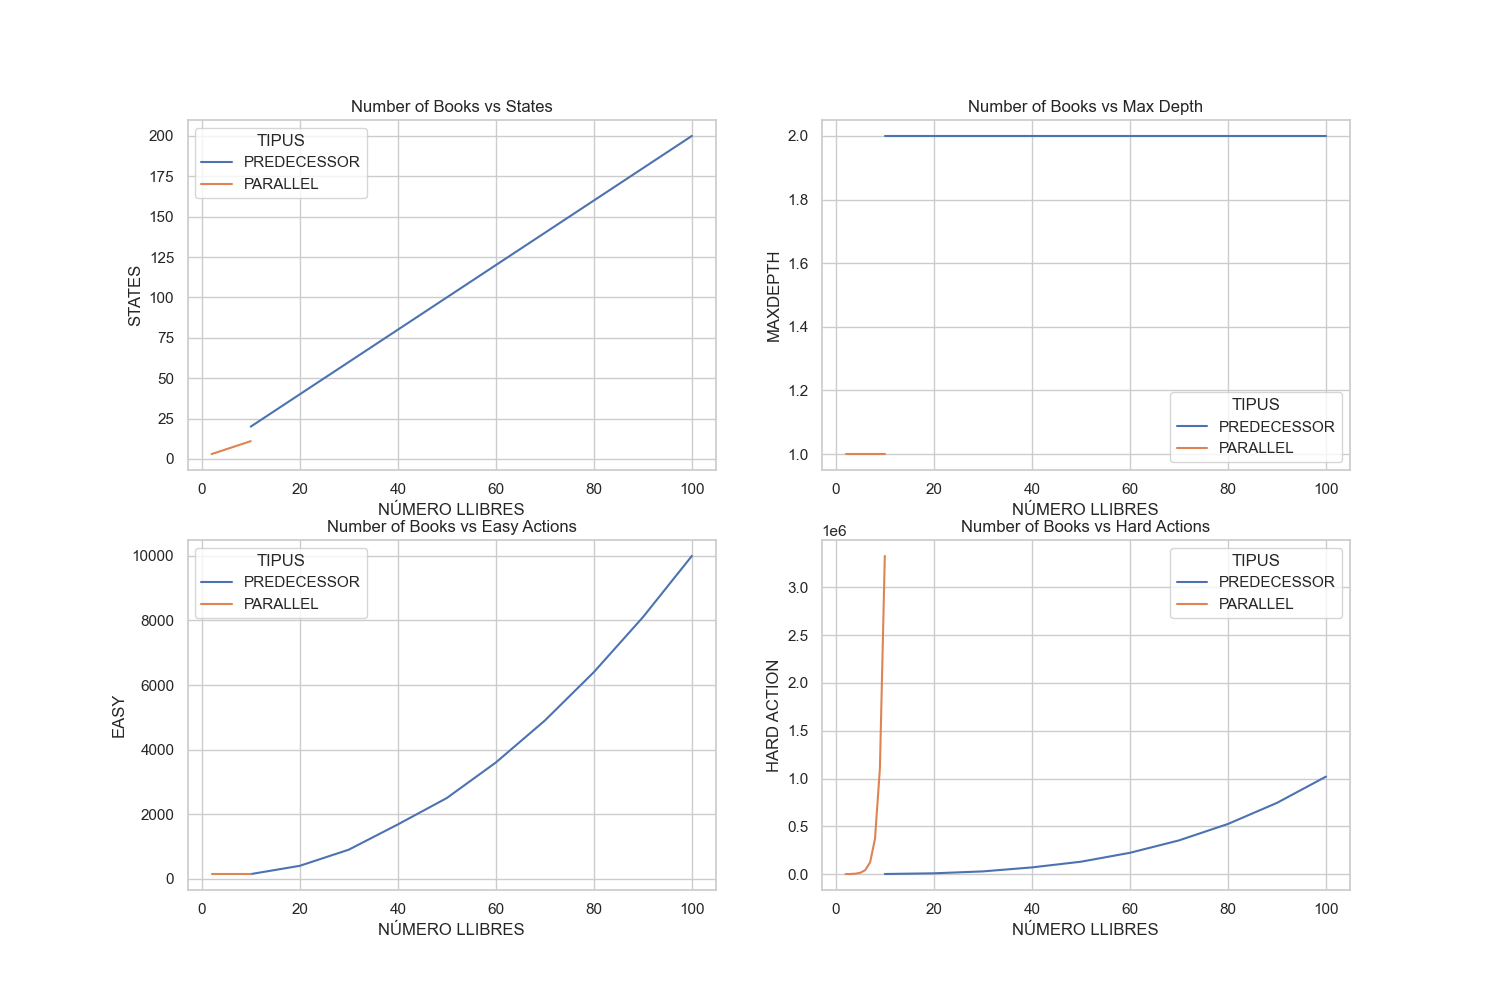 Number of Books vs States
STATES
200
175
150
125
100
75
50
25
0
TIPUS
PREDECESSOR
PARALLEL
0 20 40 60 80 100
NÚMERO LLIBRES
Number of Books vs Max Depth
MAXDEPTH
2.0
1.8
1.6
1.4
1.2
1.0
TIPUS
PREDECESSOR
PARALLEL
0 20 40 60 80 100
NÚMERO LLIBRES
Number of Books vs Easy Actions
EASY
10000
8000
6000
4000
2000
0
TIPUS
PREDECESSOR
PARALLEL
0 20 40 60 80 100
NÚMERO LLIBRES
Number of Books vs Hard Actions
1e6
HARD ACTION
3.0
2.5
2.0
1.5
1.0
0.5
0.0
TIPUS
PREDECESSOR
PARALLEL
0 20 40 60 80 100
NÚMERO LLIBRES